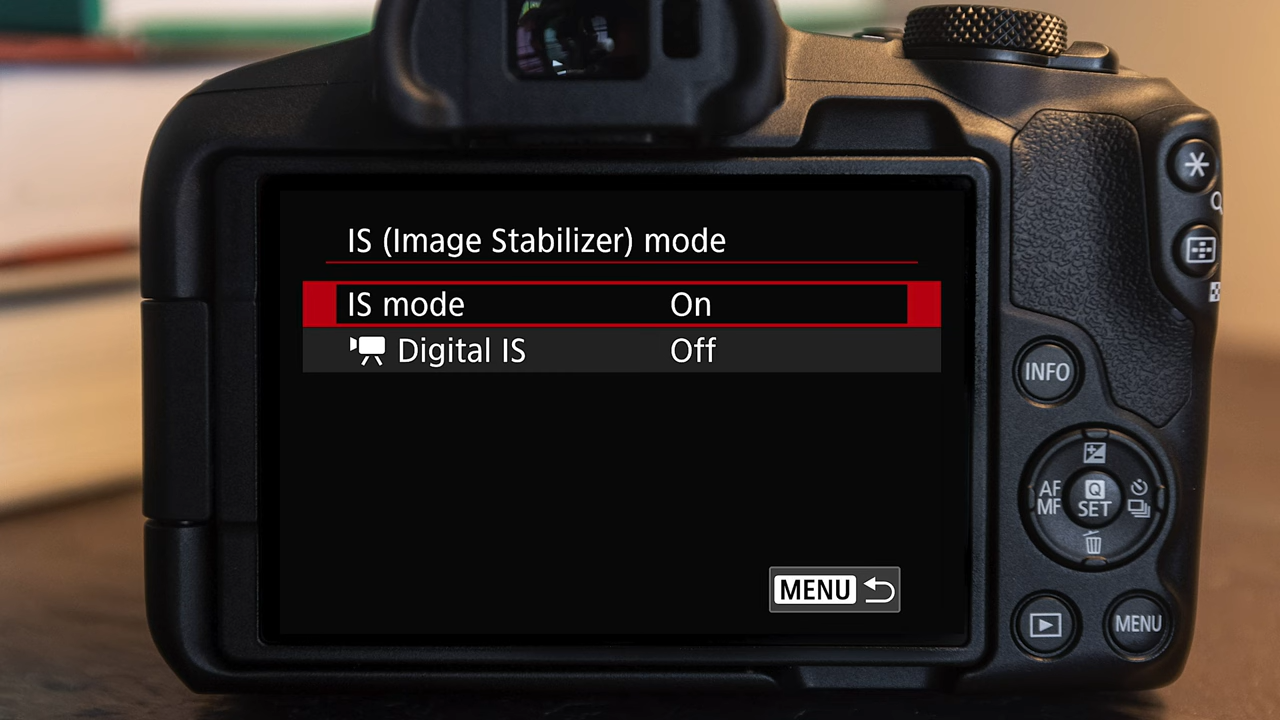 IS (Image Stabilizer) mode
IS mode On
Digital IS Off
MENU
INFO
AF
MF
Q
SET
MENU